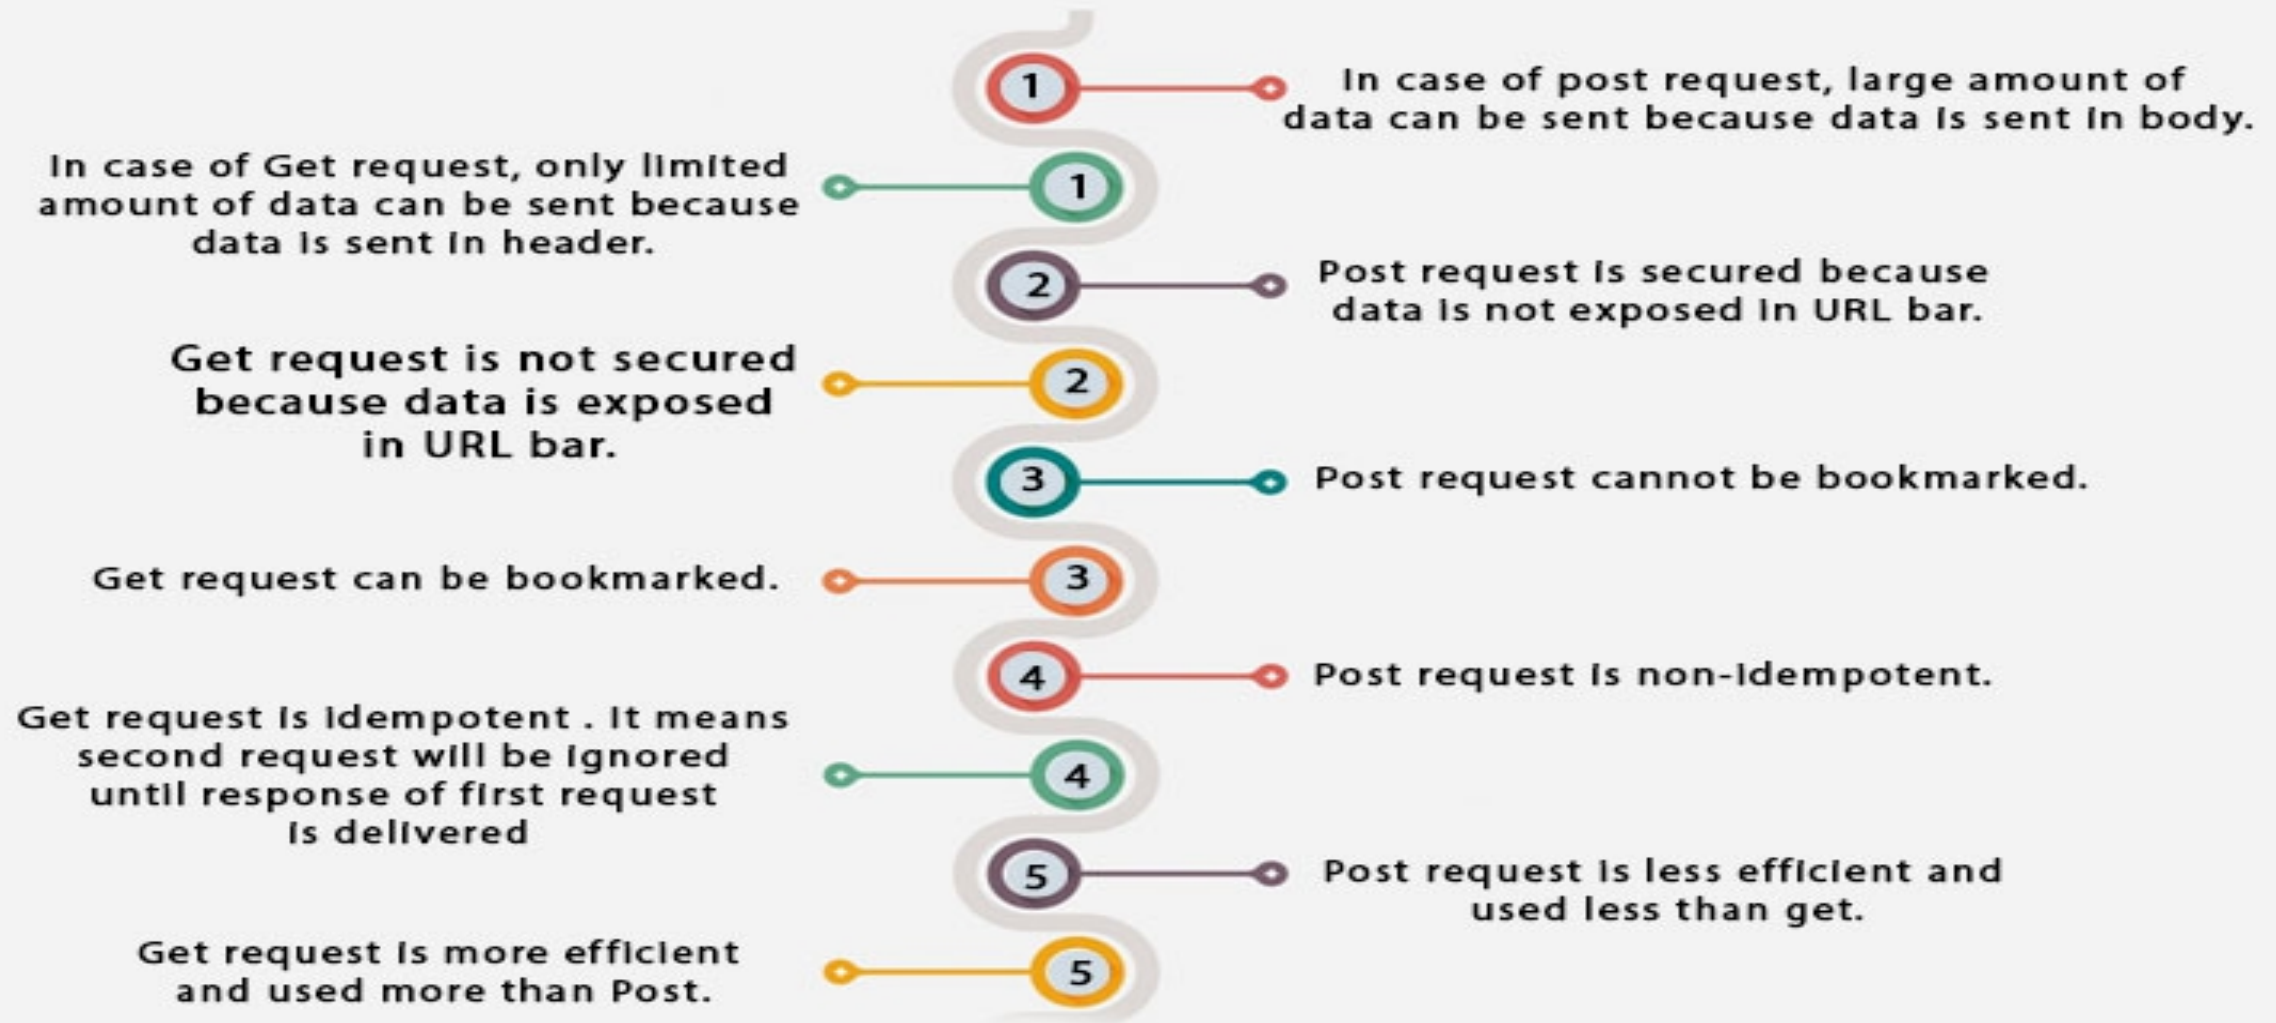 1
In case of post request, large amount of
data can be sent because data is sent in body.
In case of Get request, only limited
amount of data can be sent because
data is sent in header.
1
2
Post request is secured because
data is not exposed in URL bar.
Get request is not secured
because data is exposed
in URL bar.
2
3
Post request cannot be bookmarked.
Get request can be bookmarked.
3
4
Post request is non-idempotent.
Get request is idempotent . It means
second request will be ignored
until response of first request
is delivered
4
5
Post request is less efficient and
used less than get.
Get request is more efficient
and used more than Post.
5